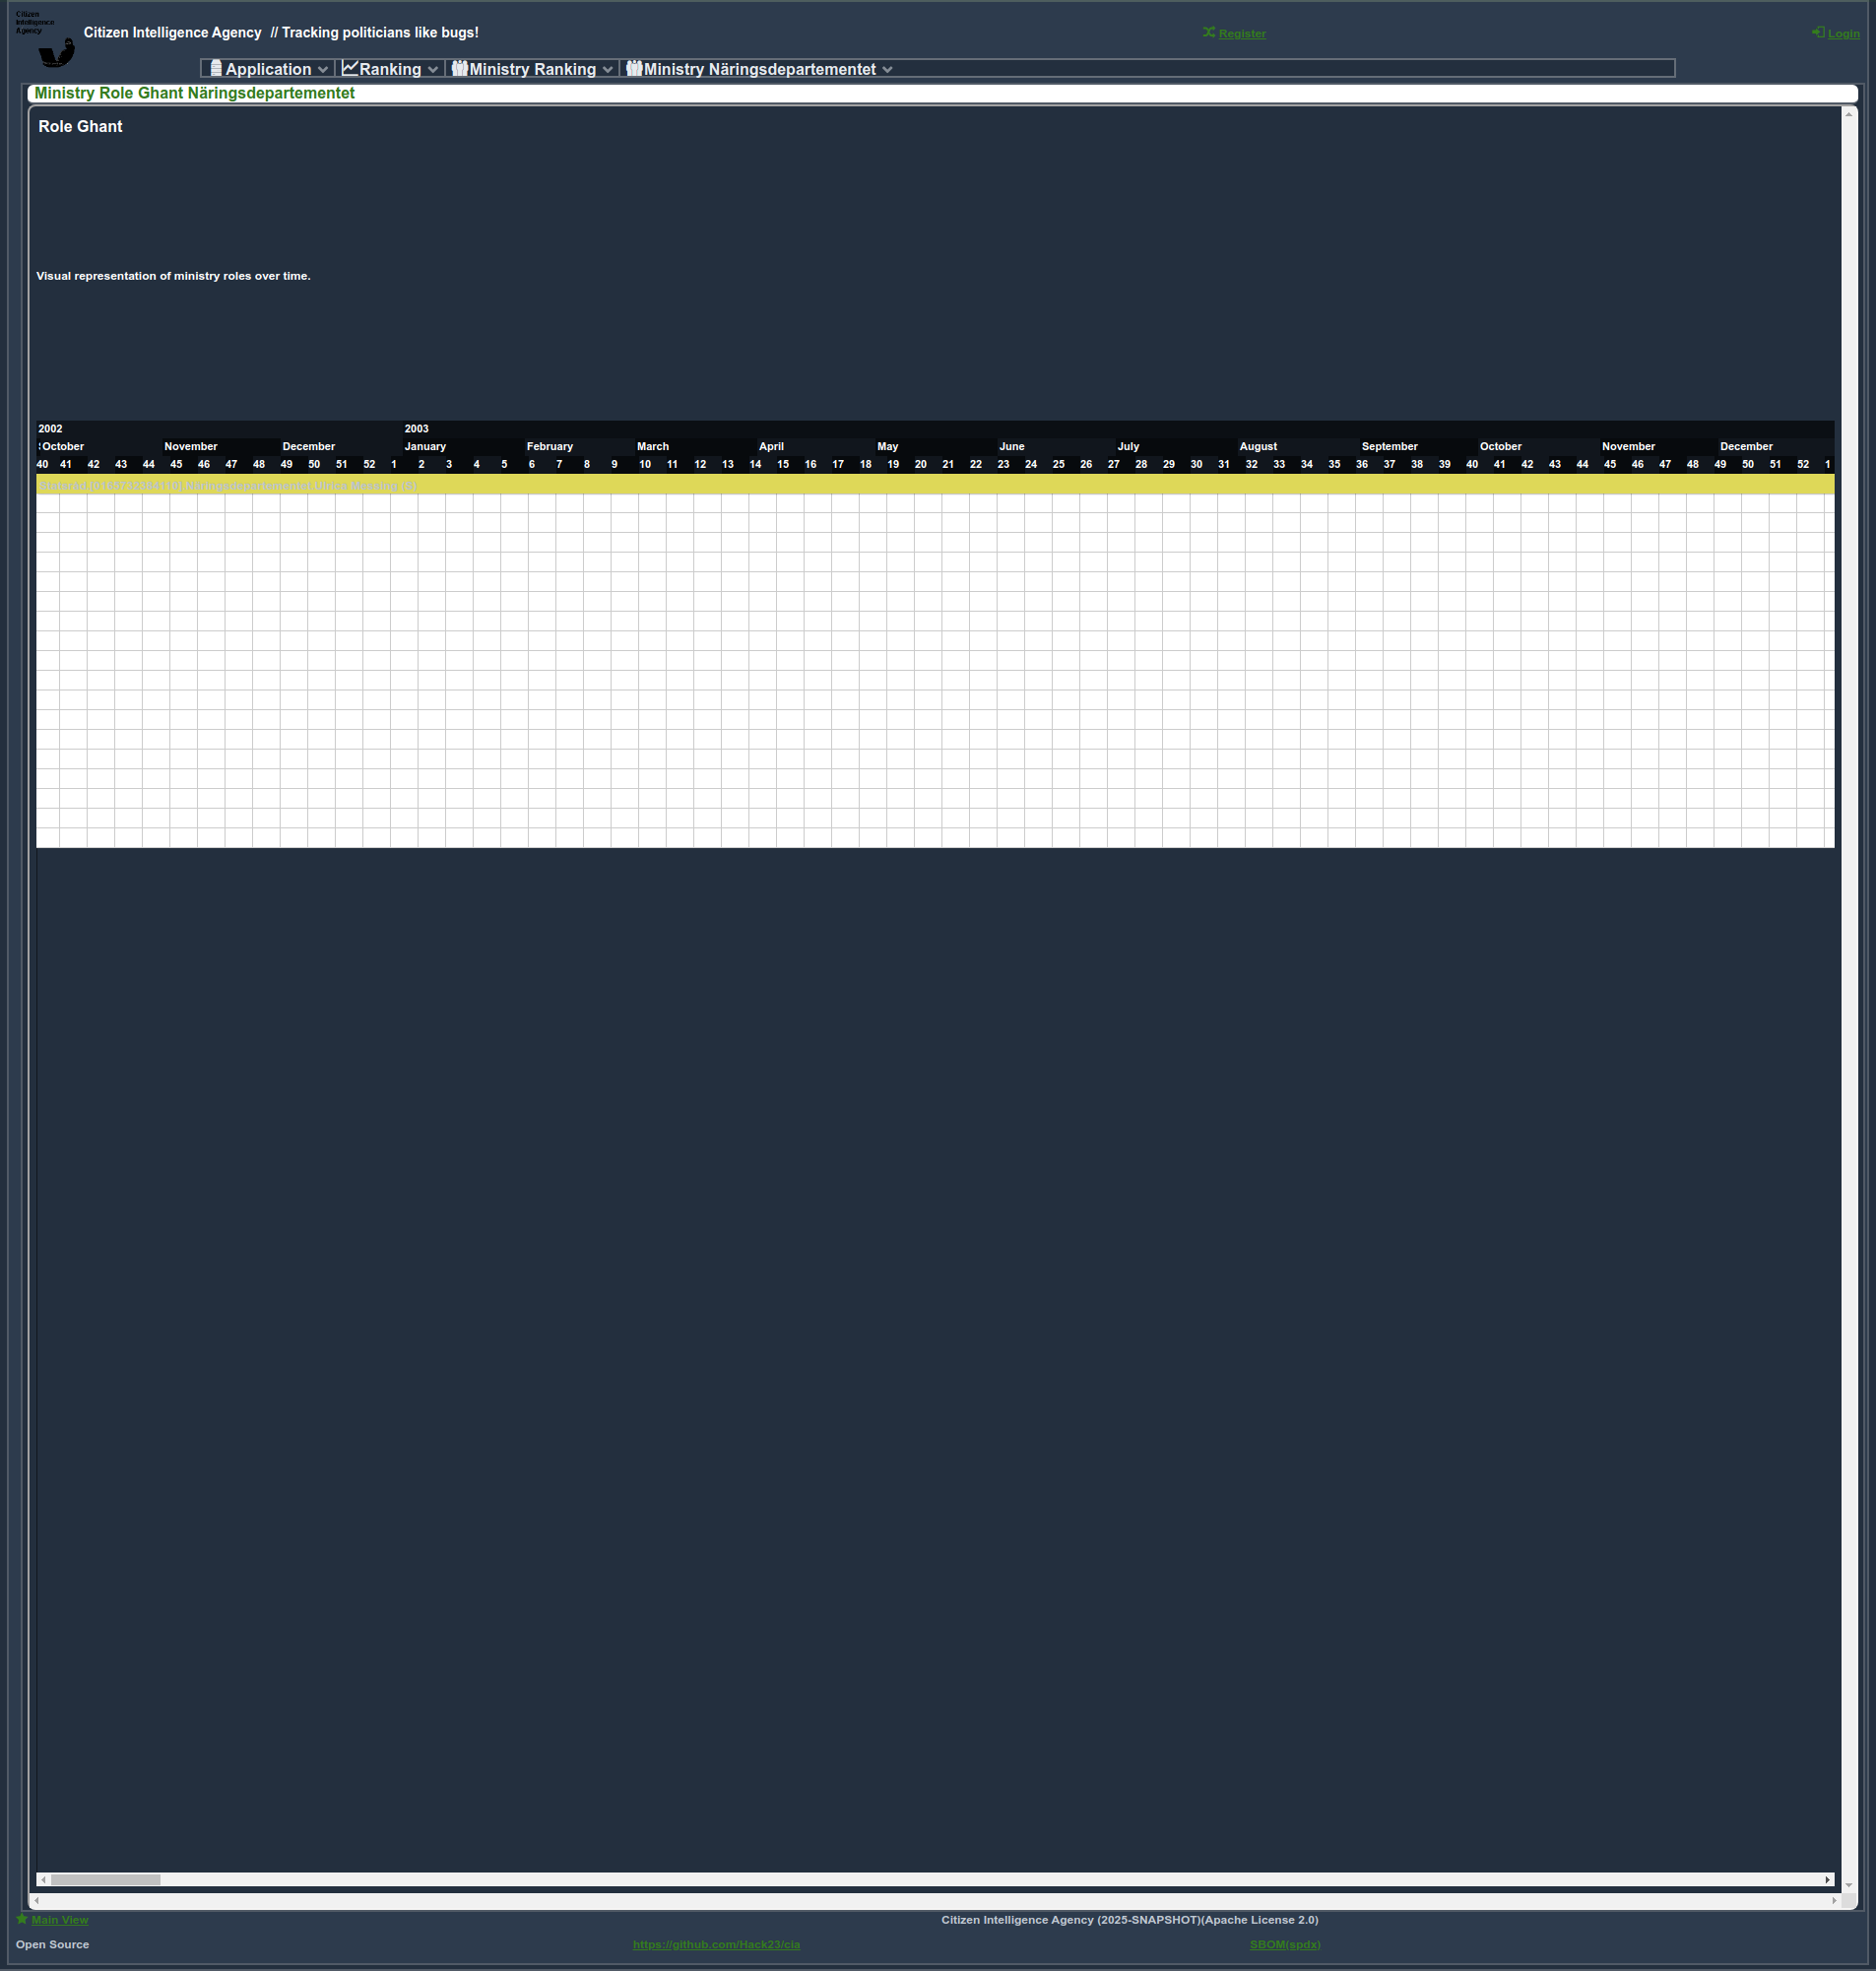 Citizen
Intelligence
Agency
Citizen Intelligence Agency // Tracking politicians like bugs!
Register
Login
Application
Ranking
Ministry Ranking
Ministry Näringsdepartementet
Ministry Role Ghant Näringsdepartementet
Role Ghant
Visual representation of ministry roles over time.
2002 2003
October November December January February March April May June July August September October November December
40 41 42 43 44 45 46 47 48 49 50 51 52 1 2 3 4 5 6 7 8 9 10 11 12 13 14 15 16 17 18 19 20 21 22 23 24 25 26 27 28 29 30 31 32 33 34 35 36 37 38 39 40 41 42 43 44 45 46 47 48 49 50 51 52 1
Näringsdepartementet.Ulrica Messing (S)
Main View
Citizen Intelligence Agency (2025-SNAPSHOT)(Apache License 2.0)
Open Source
https://github.com/Hack23/cia
SBOM(spdx)